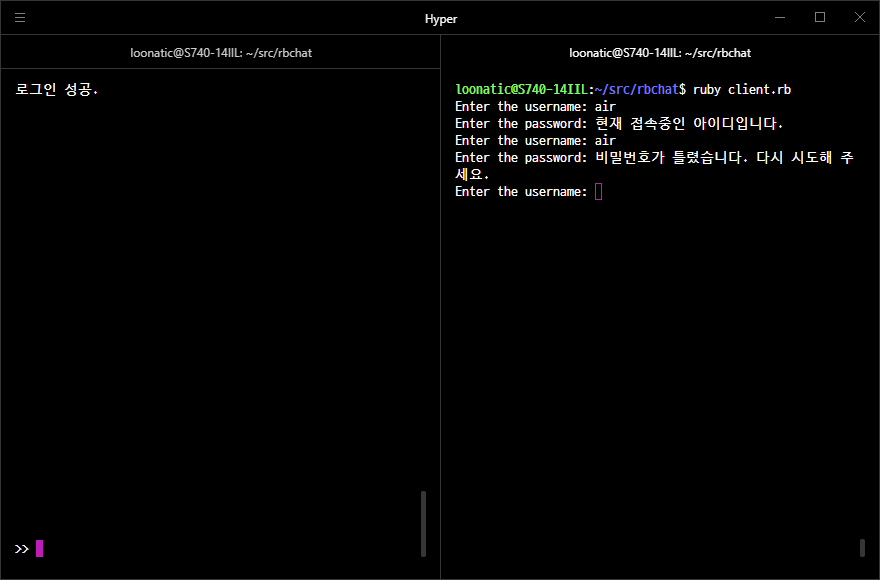 Hyper
loonatic@S740-14IIL: ~/src/rbchat
loonatic@S740-14IIL: ~/src/rbchat
로그인 성공.
>>
loonatic@S740-14IIL:~/src/rbchat$ ruby client.rb
Enter the username: air
Enter the password: 현재 접속중인 아이디입니다.
Enter the username: air
Enter the password: 비밀번호가 틀렸습니다. 다시 시도해 주
세요.
Enter the username: